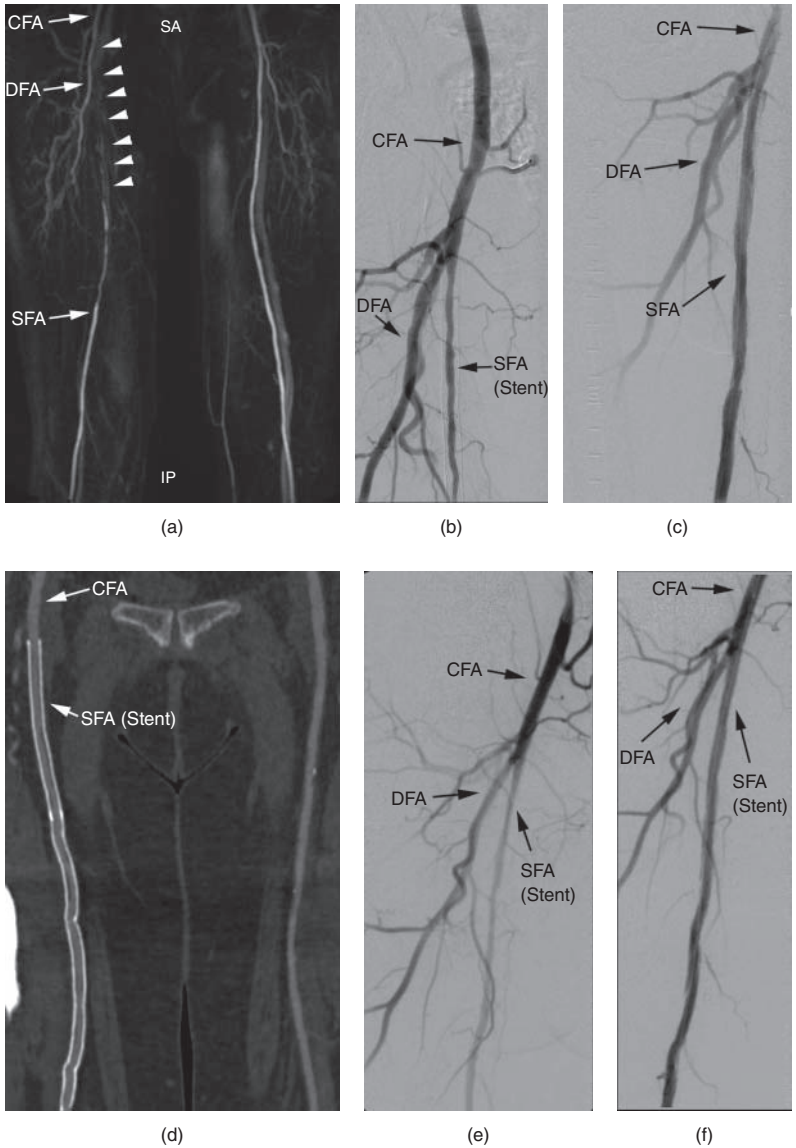 CFA
SA
DFA
SFA
IP
(a)
CFA
DFA
SFA
(Stent)
(b)
CFA
DFA
SFA
(c)
CFA
SFA (Stent)
(d)
CFA
DFA
SFA
(Stent)
(e)
CFA
DFA
SFA
(Stent)
(f)